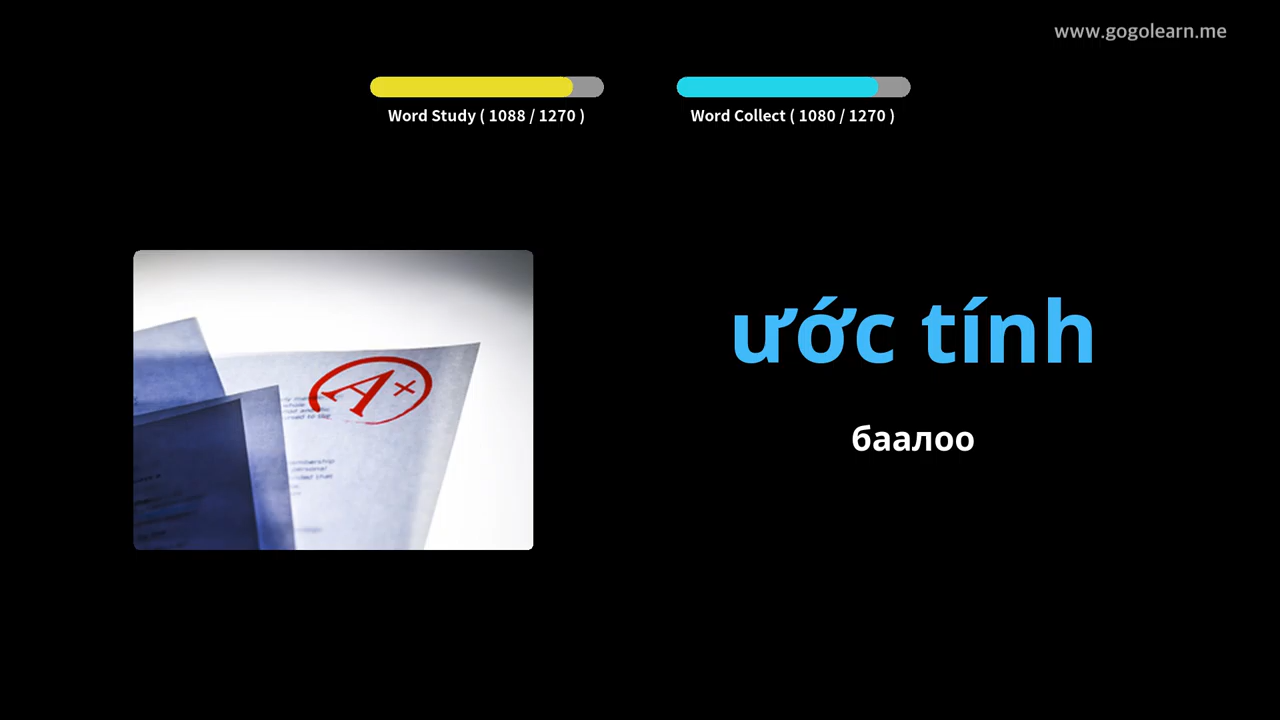 www.gogolearn.me
Word Study ( 1088 / 1270 )
Word Collect ( 1080 / 1270 )
A+
ước tính
баалоо